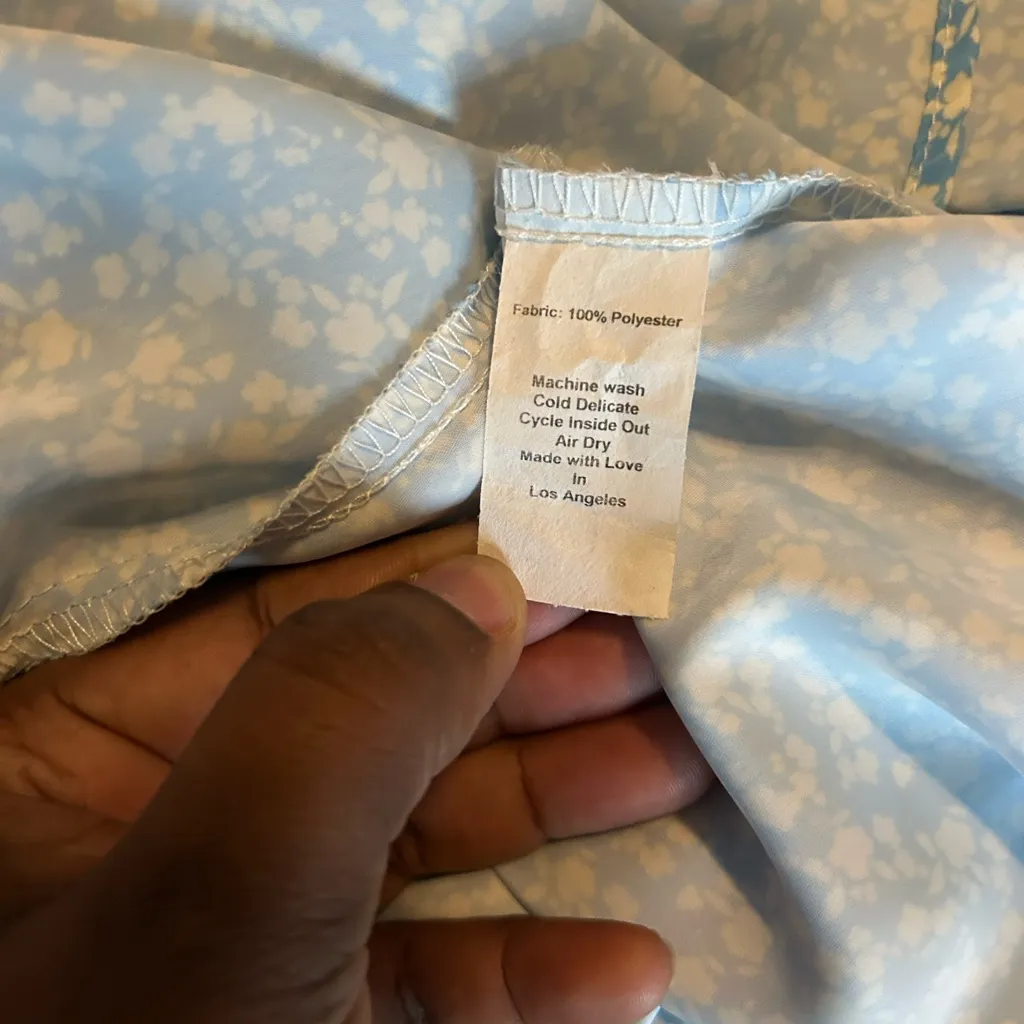 Fabric: 100% Polyester
Machine wash
Cold Delicate
Cycle Inside Out
Air Dry
Made with Love
In
Los Angeles